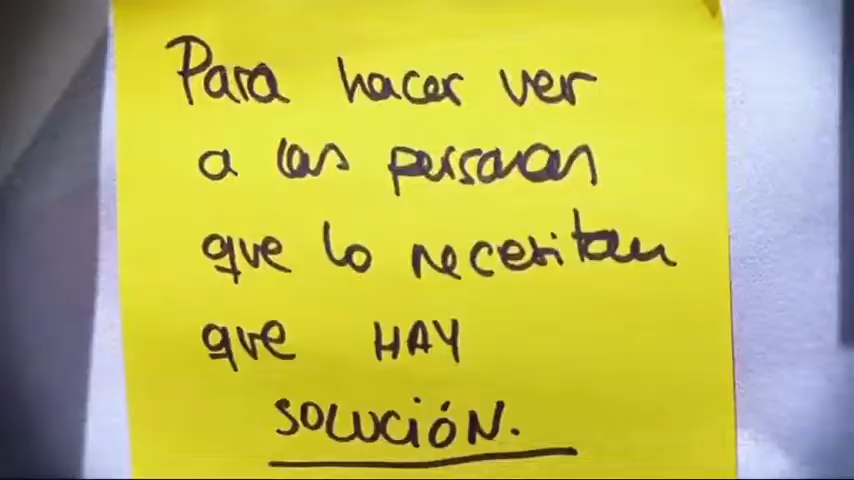 Para hacer ver
a las personas
que lo necesitan
que HAY
SOLUCIÓN.